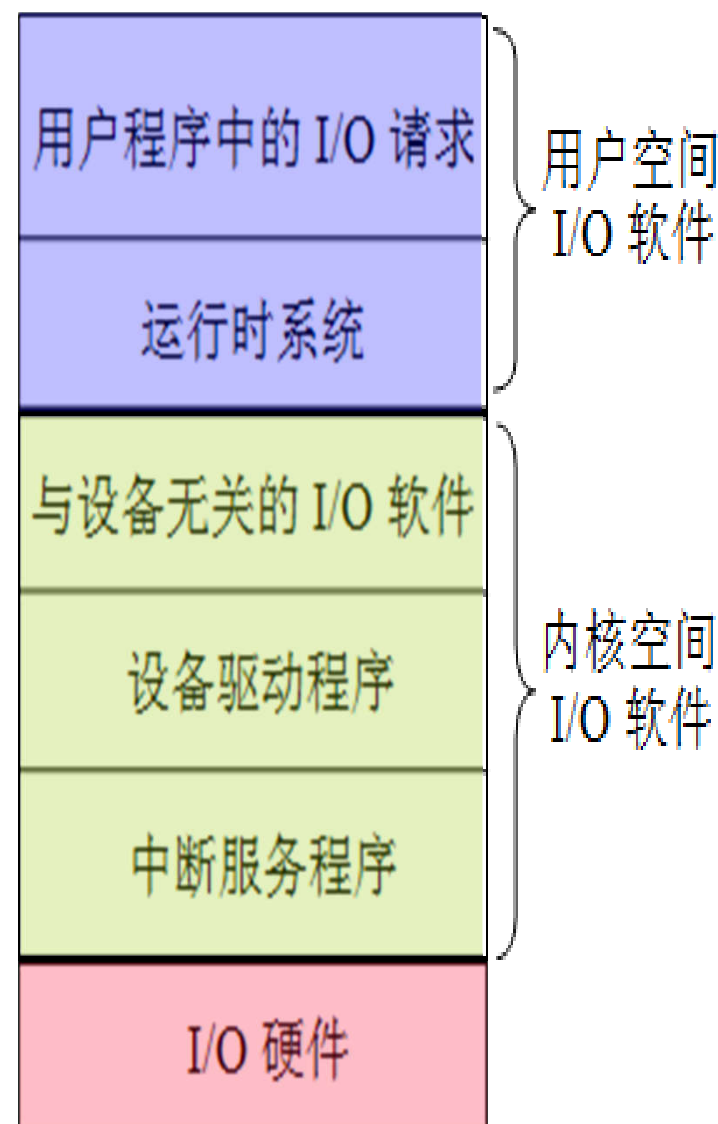 用户程序中的 I/O 请求
运行时系统
用户空间
I/O 软件
与设备无关的 I/O 软件
设备驱动程序
中断服务程序
内核空间
I/O 软件
I/O 硬件